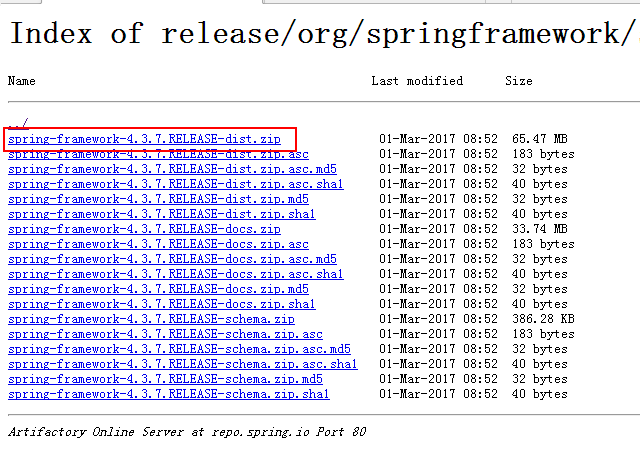 Index of release/org/springframework/
Name Last modified Size
../
spring-framework-4.3.7.RELEASE-dist.zip 01-Mar-2017 08:52 65.47 MB
spring-framework-4.3.7.RELEASE-dist.zip.asc 01-Mar-2017 08:52 183 bytes
spring-framework-4.3.7.RELEASE-dist.zip.asc.md5 01-Mar-2017 08:52 32 bytes
spring-framework-4.3.7.RELEASE-dist.zip.asc.sha1 01-Mar-2017 08:52 40 bytes
spring-framework-4.3.7.RELEASE-dist.zip.md5 01-Mar-2017 08:52 32 bytes
spring-framework-4.3.7.RELEASE-dist.zip.sha1 01-Mar-2017 08:52 40 bytes
spring-framework-4.3.7.RELEASE-docs.zip 01-Mar-2017 08:52 33.74 MB
spring-framework-4.3.7.RELEASE-docs.zip.asc 01-Mar-2017 08:52 183 bytes
spring-framework-4.3.7.RELEASE-docs.zip.asc.md5 01-Mar-2017 08:52 32 bytes
spring-framework-4.3.7.RELEASE-docs.zip.asc.sha1 01-Mar-2017 08:52 40 bytes
spring-framework-4.3.7.RELEASE-docs.zip.md5 01-Mar-2017 08:52 32 bytes
spring-framework-4.3.7.RELEASE-docs.zip.sha1 01-Mar-2017 08:52 40 bytes
spring-framework-4.3.7.RELEASE-schema.zip 01-Mar-2017 08:52 386.28 KB
spring-framework-4.3.7.RELEASE-schema.zip.asc 01-Mar-2017 08:52 183 bytes
spring-framework-4.3.7.RELEASE-schema.zip.asc.md5 01-Mar-2017 08:52 32 bytes
spring-framework-4.3.7.RELEASE-schema.zip.asc.sha1 01-Mar-2017 08:52 40 bytes
spring-framework-4.3.7.RELEASE-schema.zip.md5 01-Mar-2017 08:52 32 bytes
spring-framework-4.3.7.RELEASE-schema.zip.sha1 01-Mar-2017 08:52 40 bytes
Artifactory Online Server at repo.spring.io Port 80